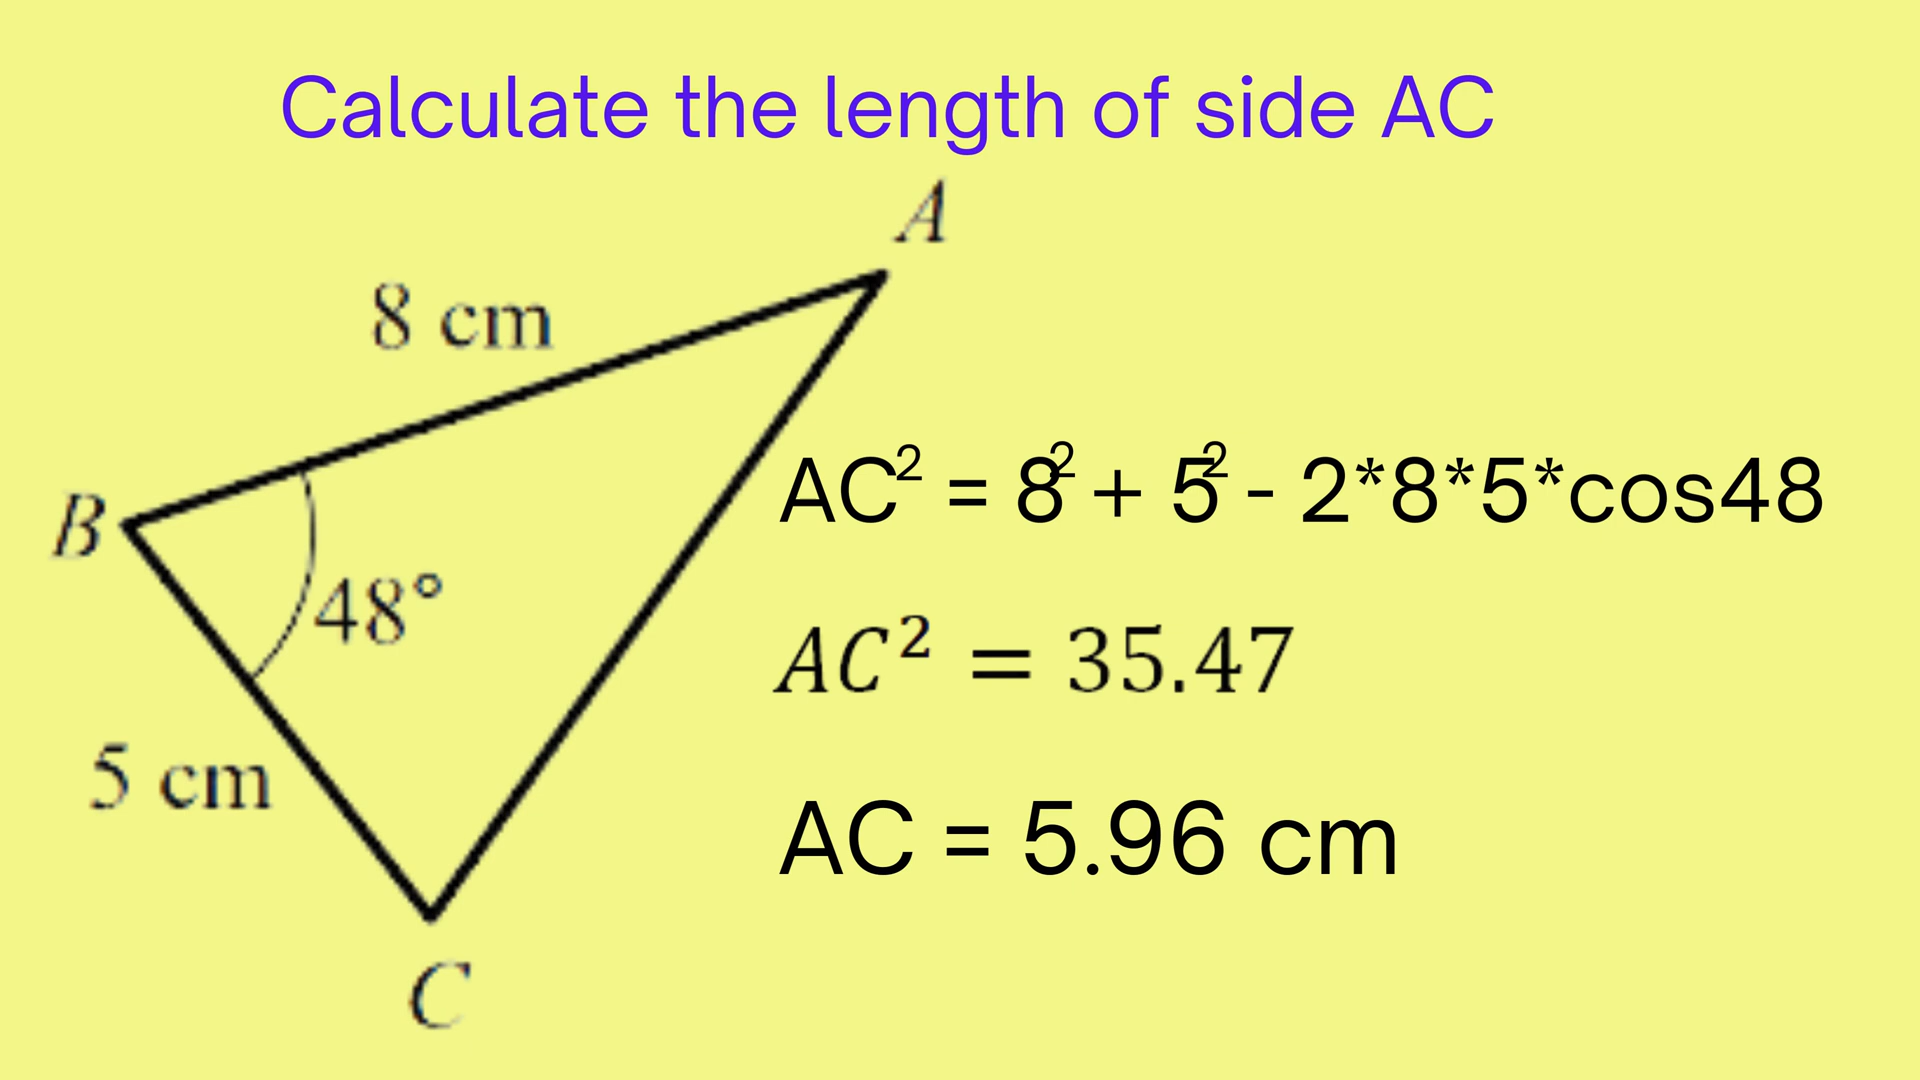 Calculate the length of side AC
A
8 cm
B
48°
5 cm
C
AC² = 8² + 5² - 2*8*5*cos48
AC² = 35.47
AC = 5.96 cm